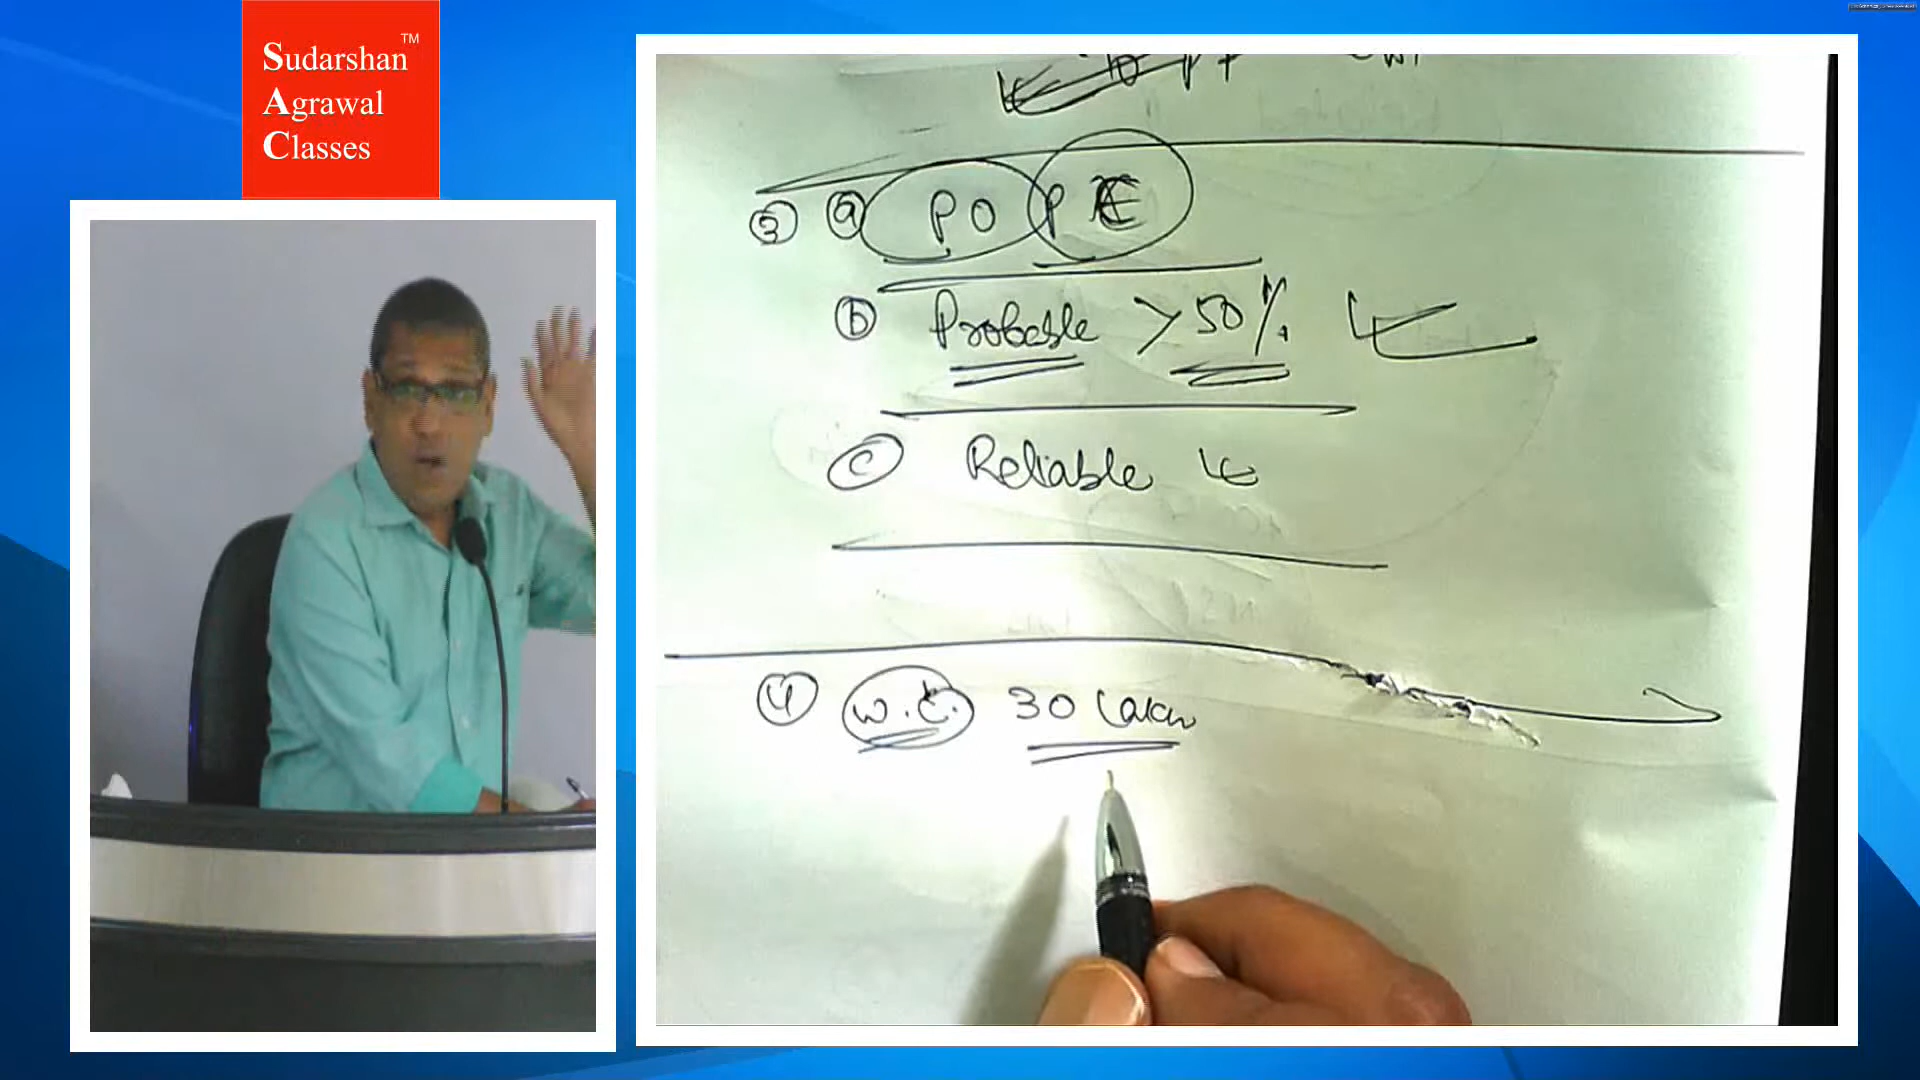 Sudarshan™
Agrawal
Classes
③ ⓐ PO PE
ⓑ Probable > 50%
ⓒ Reliable
④ W.C. 30 Lakh